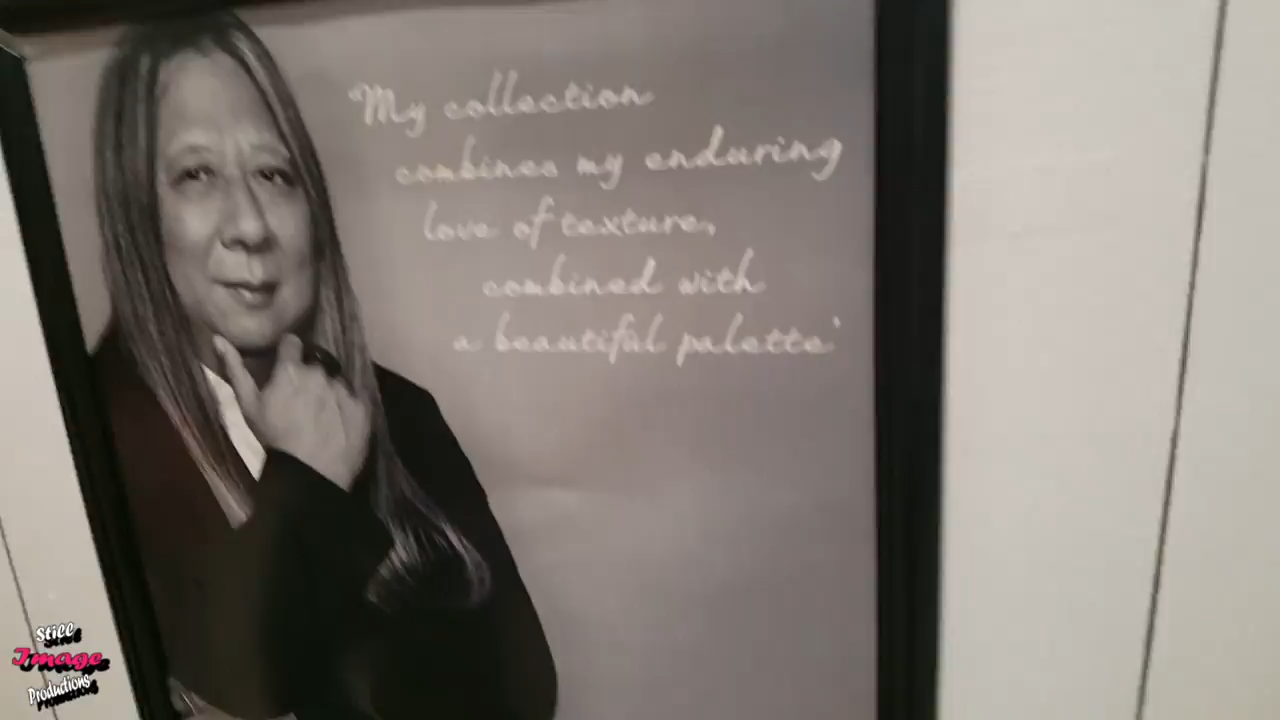 "My collection
combines my enduring
love of texture,
combined with
a beautiful palette'
Still
Image
Productions